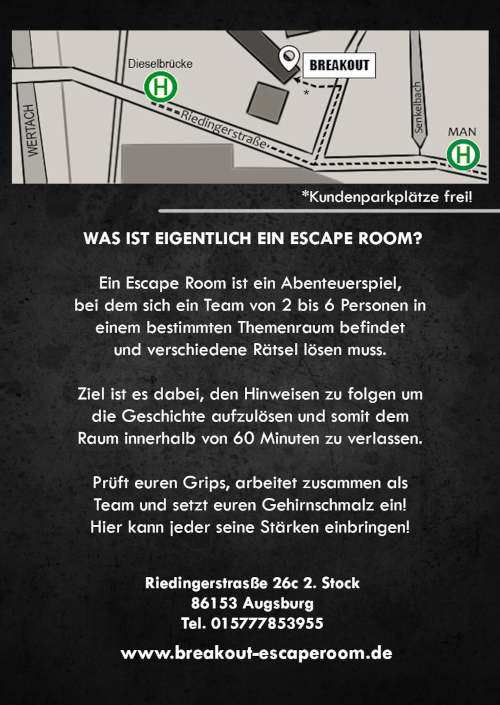 Dieselbrücke
H
BREAKOUT
*
WERTACH
Riedingerstraße
Senkelbach
MAN
H
*Kundenparkplätze frei!
WAS IST EIGENTLICH EIN ESCAPE ROOM?
Ein Escape Room ist ein Abenteuerspiel,
bei dem sich ein Team von 2 bis 6 Personen in
einem bestimmten Themenraum befindet
und verschiedene Rätsel lösen muss.
Ziel ist es dabei, den Hinweisen zu folgen um
die Geschichte aufzulösen und somit dem
Raum innerhalb von 60 Minuten zu verlassen.
Prüft euren Grips, arbeitet zusammen als
Team und setzt euren Gehirnschmalz ein!
Hier kann jeder seine Stärken einbringen!
Riedingerstrasße 26c 2. Stock
86153 Augsburg
Tel. 015777853955
www.breakout-escaperoom.de